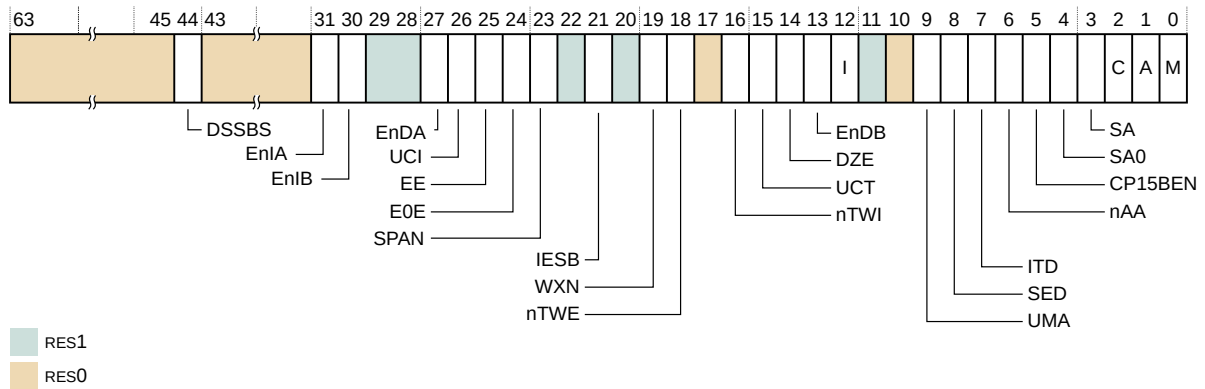 63 45 44 43 31 30 29 28 27 26 25 24 23 22 21 20 19 18 17 16 15 14 13 12 11 10 9 8 7 6 5 4 3 2 1 0
I C A M
DSSBS EnDA EnDB SA
EnIA UCI DZE SA0
EnIB EE UCT CP15BEN
E0E nTWI nAA
SPAN
IESB ITD
WXN SED
nTWE UMA
RES1
RES0